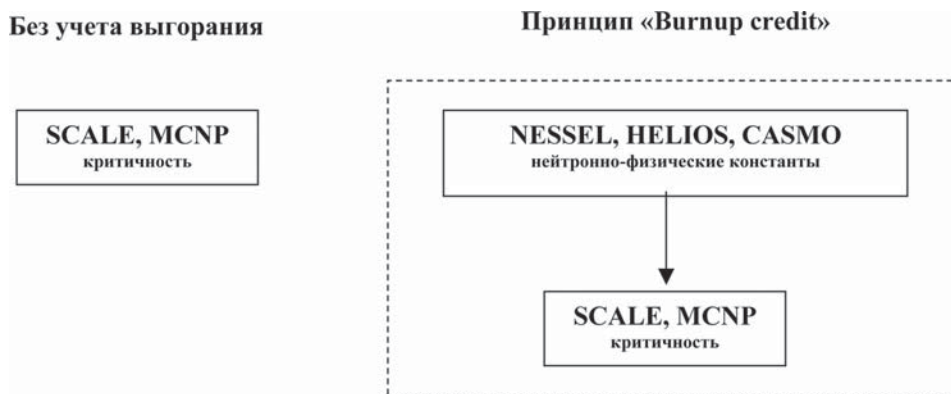 Без учета выгорания
Принцип «Burnup credit»
SCALE, MCNP
критичность
NESSEL, HELIOS, CASMO
нейтронно-физические константы
SCALE, MCNP
критичность